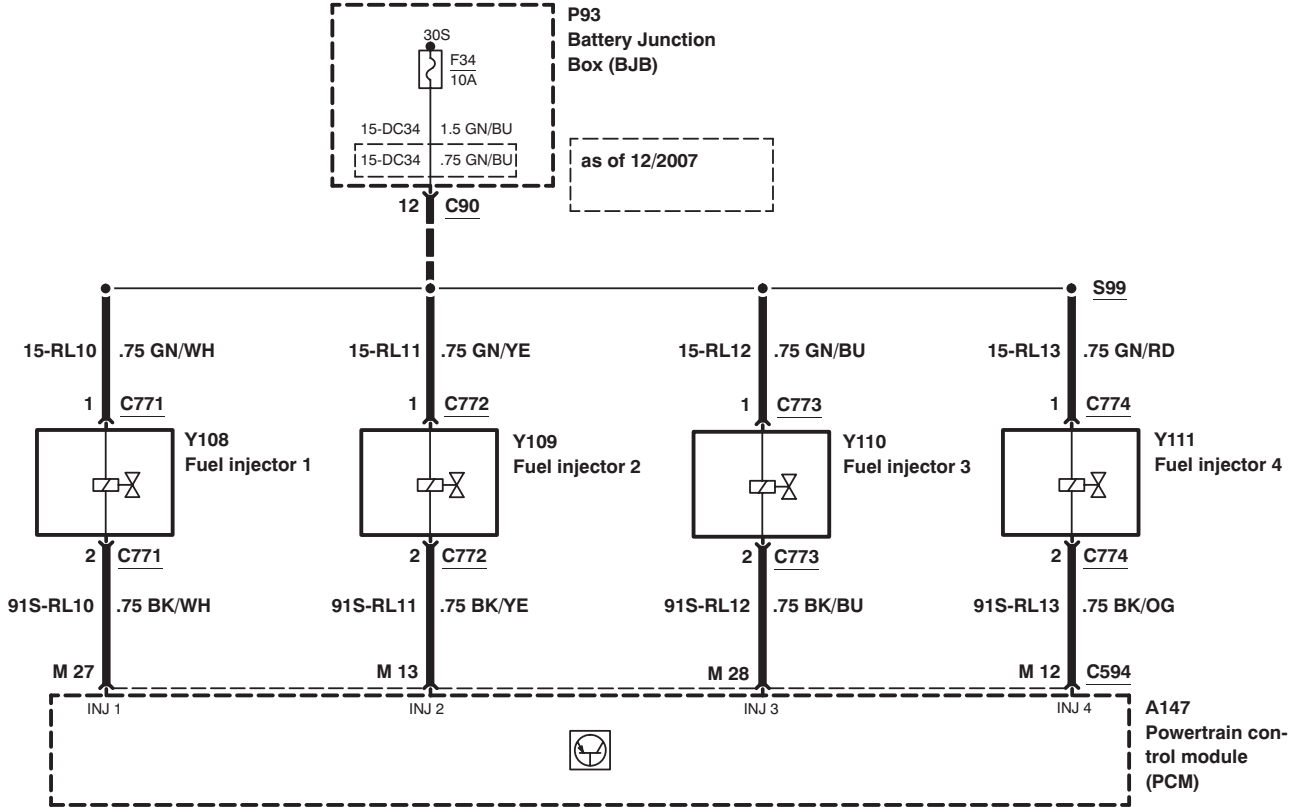 P93
Battery Junction
Box (BJB)
30S
F34
10A
15-DC34 1.5 GN/BU
15-DC34 .75 GN/BU
as of 12/2007
12 C90
S99
15-RL10 .75 GN/WH
15-RL11 .75 GN/YE
15-RL12 .75 GN/BU
15-RL13 .75 GN/RD
1 C771
1 C772
1 C773
1 C774
Y108
Fuel injector 1
Y109
Fuel injector 2
Y110
Fuel injector 3
Y111
Fuel injector 4
2 C771
2 C772
2 C773
2 C774
91S-RL10 .75 BK/WH
91S-RL11 .75 BK/YE
91S-RL12 .75 BK/BU
91S-RL13 .75 BK/OG
M 27
M 13
M 28
M 12 C594
INJ 1
INJ 2
INJ 3
INJ 4
A147
Powertrain con-
trol module
(PCM)